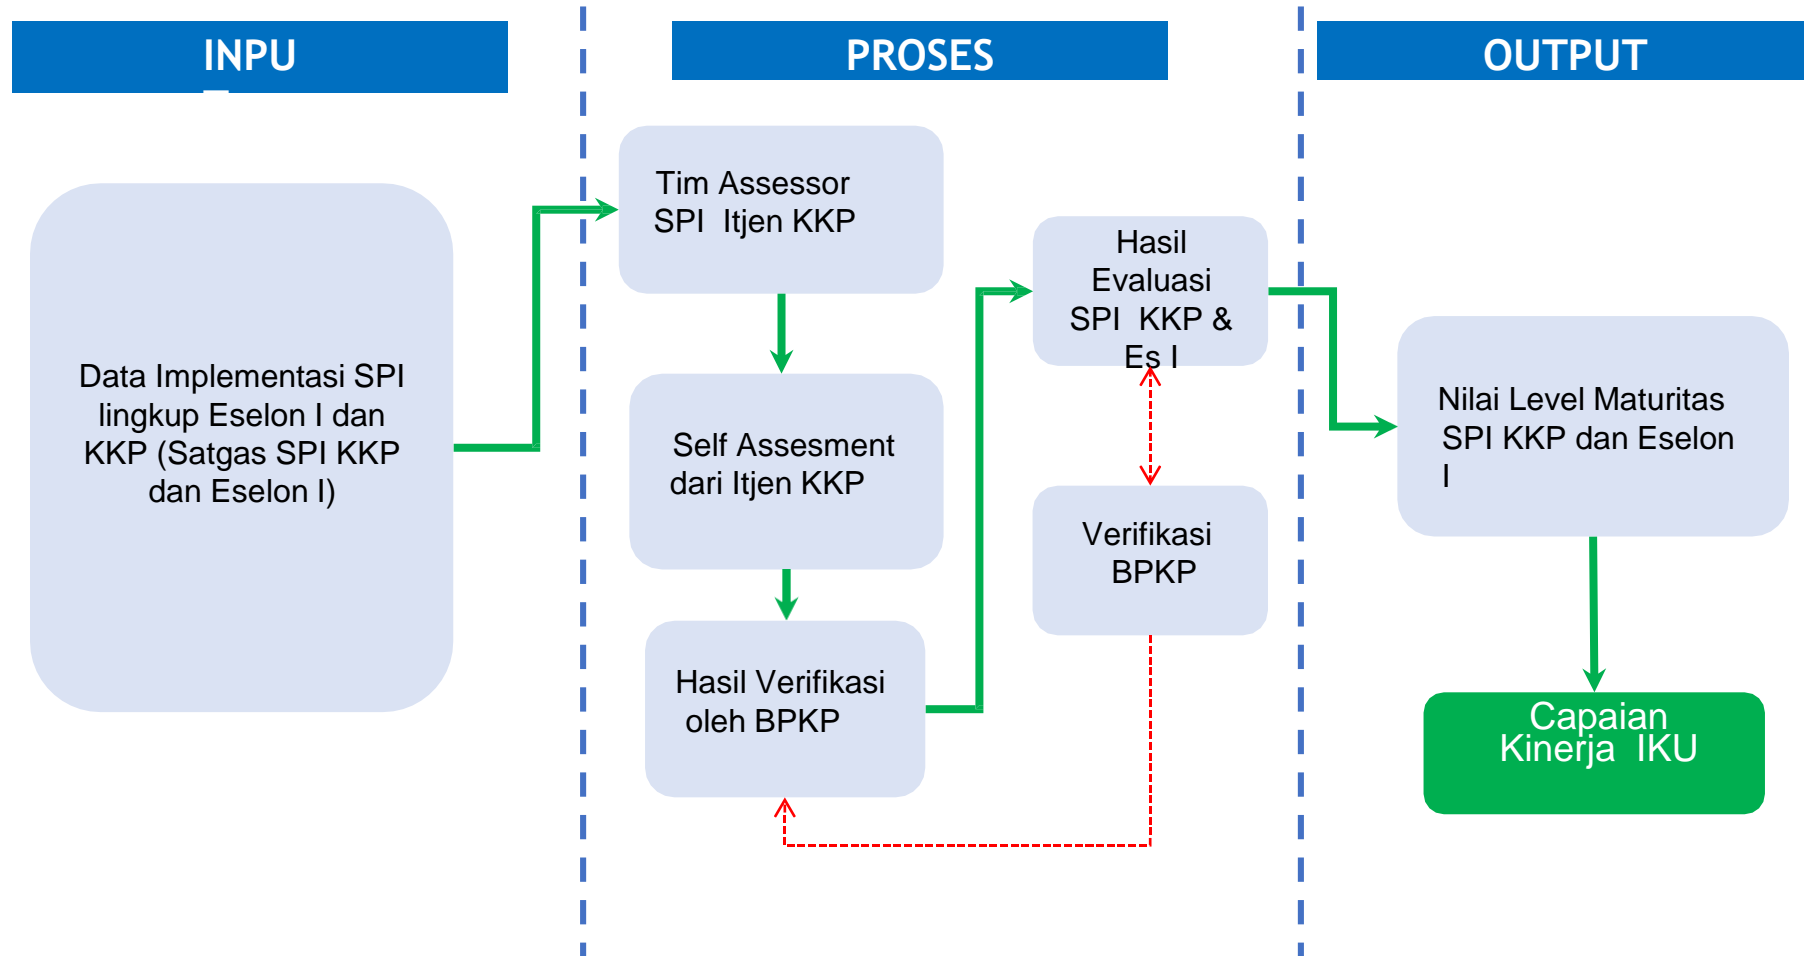 INPU
PROSES
OUTPUT
Data Implementasi SPI
lingkup Eselon I dan
KKP (Satgas SPI KKP
dan Eselon I)
Tim Assessor
SPI Itjen KKP
Self Assesment
dari Itjen KKP
Hasil Verifikasi
oleh BPKP
Hasil
Evaluasi
SPI KKP &
Es I
Verifikasi
BPKP
Nilai Level Maturitas
SPI KKP dan Eselon
I
Capaian
Kinerja IKU